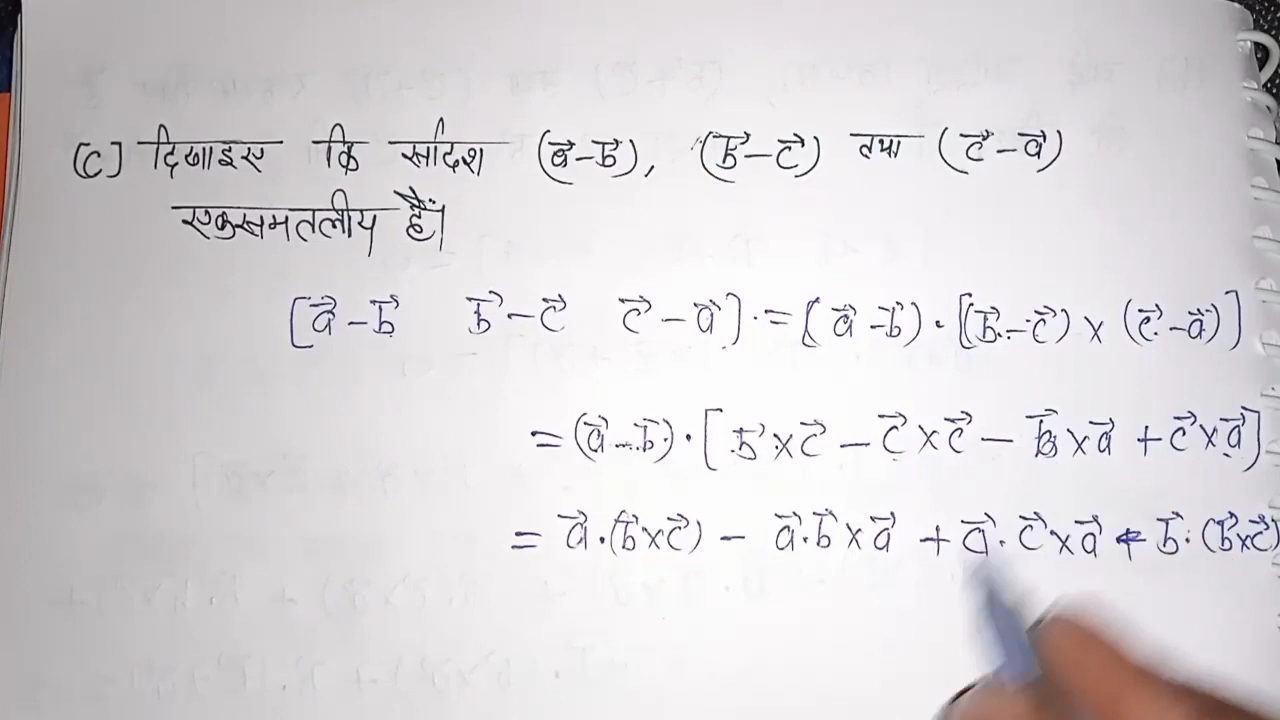 (C) दिखाइए कि सदिश (a⃗-b⃗), (b⃗-c⃗) तथा (c⃗-a⃗)
एकसमतलीय हैं।
[a⃗-b⃗ b⃗-c⃗ c⃗-a⃗] = (a⃗-b⃗)·[(b⃗-c⃗)×(c⃗-a⃗)]
= (a⃗-b⃗)·[b⃗×c⃗ - c⃗×c⃗ - b⃗×a⃗ + c⃗×a⃗]
= a⃗·(b⃗×c⃗) - a⃗·b⃗×a⃗ + a⃗·c⃗×a⃗ - b⃗·(b⃗×c⃗)